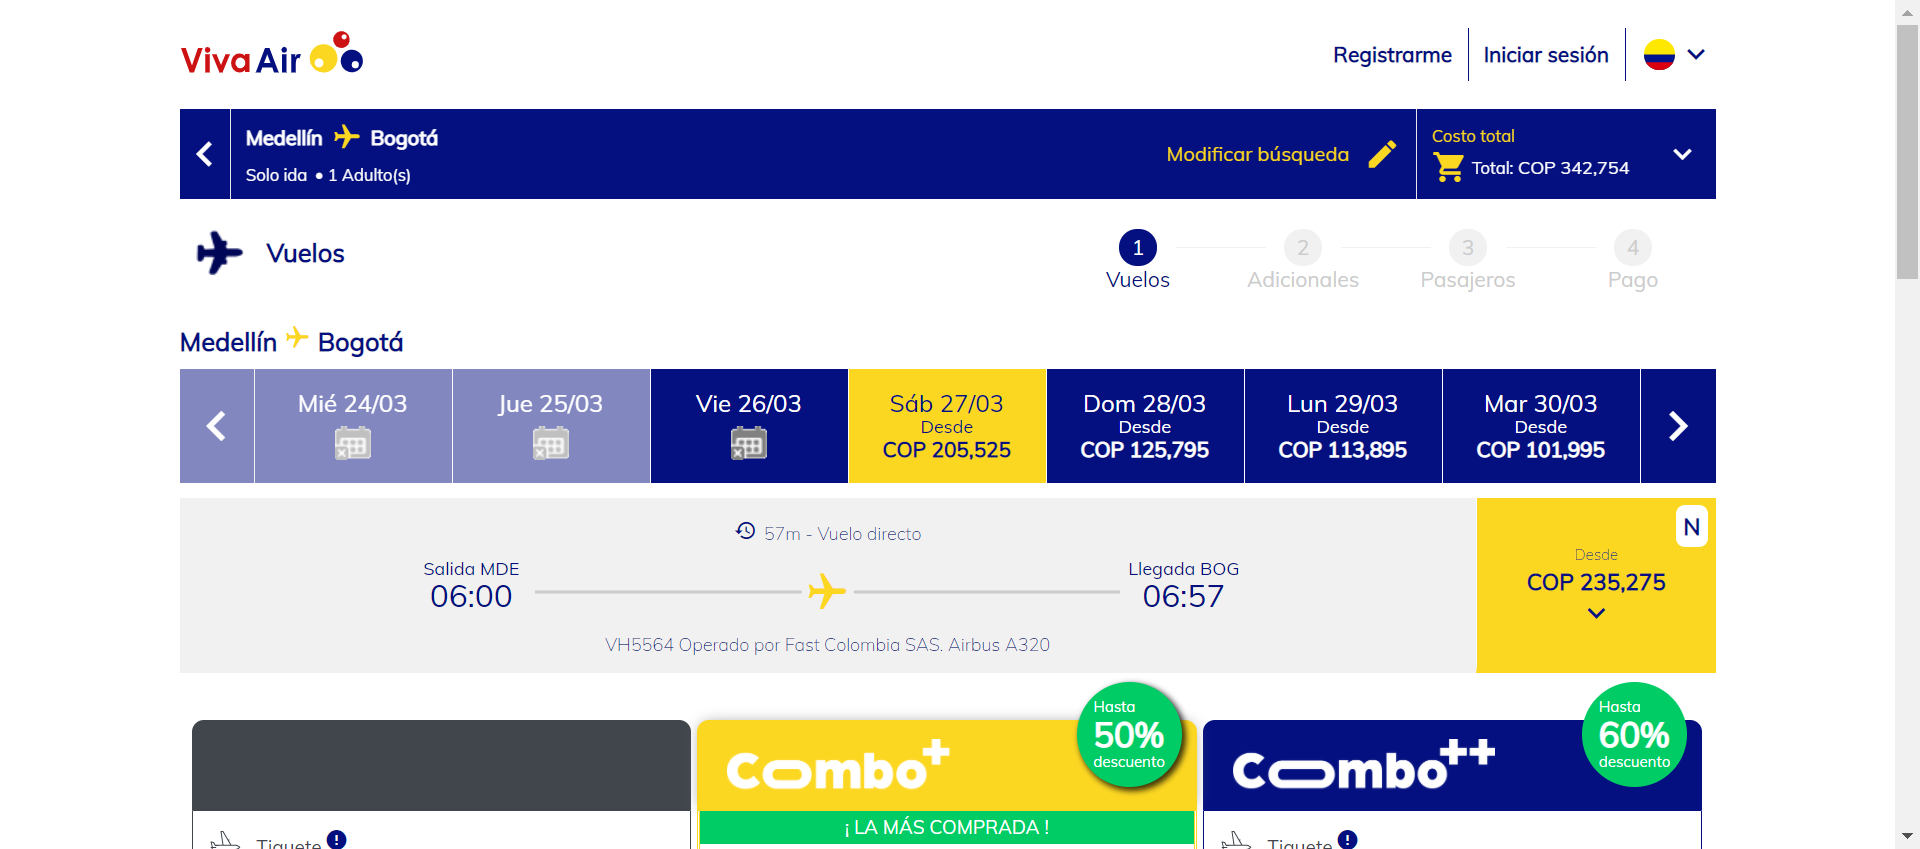 Viva Air
Registrarme
Iniciar sesión
Medellín Bogotá
Solo ida • 1 Adulto(s)
Modificar búsqueda
Costo total
Total: COP 342,754
Vuelos
1
Vuelos
2
Adicionales
3
Pasajeros
4
Pago
Medellín Bogotá
Mié 24/03
Jue 25/03
Vie 26/03
Sáb 27/03
Desde
COP 205,525
Dom 28/03
Desde
COP 125,795
Lun 29/03
Desde
COP 113,895
Mar 30/03
Desde
COP 101,995
57m - Vuelo directo
Salida MDE
06:00
Llegada BOG
06:57
VH5564 Operado por Fast Colombia SAS. Airbus A320
N
Desde
COP 235,275
Combo+
Hasta
50%
descuento
¡ LA MÁS COMPRADA !
Combo++
Hasta
60%
descuento
Tiquete
Tiquete